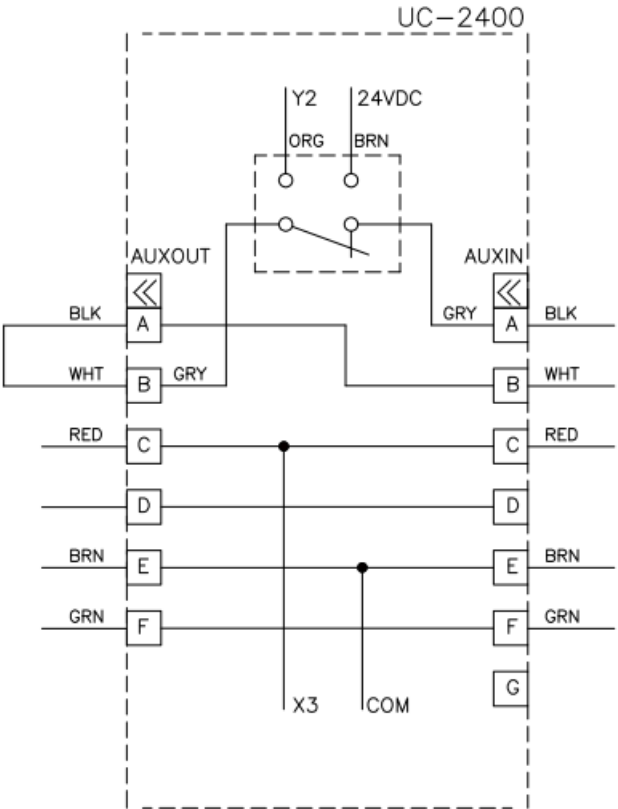 UC-2400
Y2 24VDC
ORG BRN
AUXOUT AUXIN
BLK A GRY A BLK
WHT B GRY B WHT
RED C C RED
D D
BRN E E BRN
GRN F F GRN
G
X3 COM